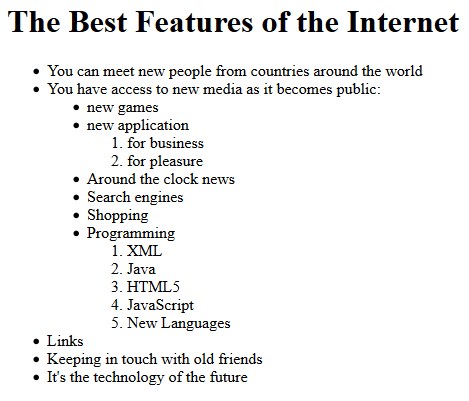 The Best Features of the Internet
• You can meet new people from countries around the world
• You have access to new media as it becomes public:
• new games
• new application
1. for business
2. for pleasure
• Around the clock news
• Search engines
• Shopping
• Programming
1. XML
2. Java
3. HTML5
4. JavaScript
5. New Languages
• Links
• Keeping in touch with old friends
• It's the technology of the future